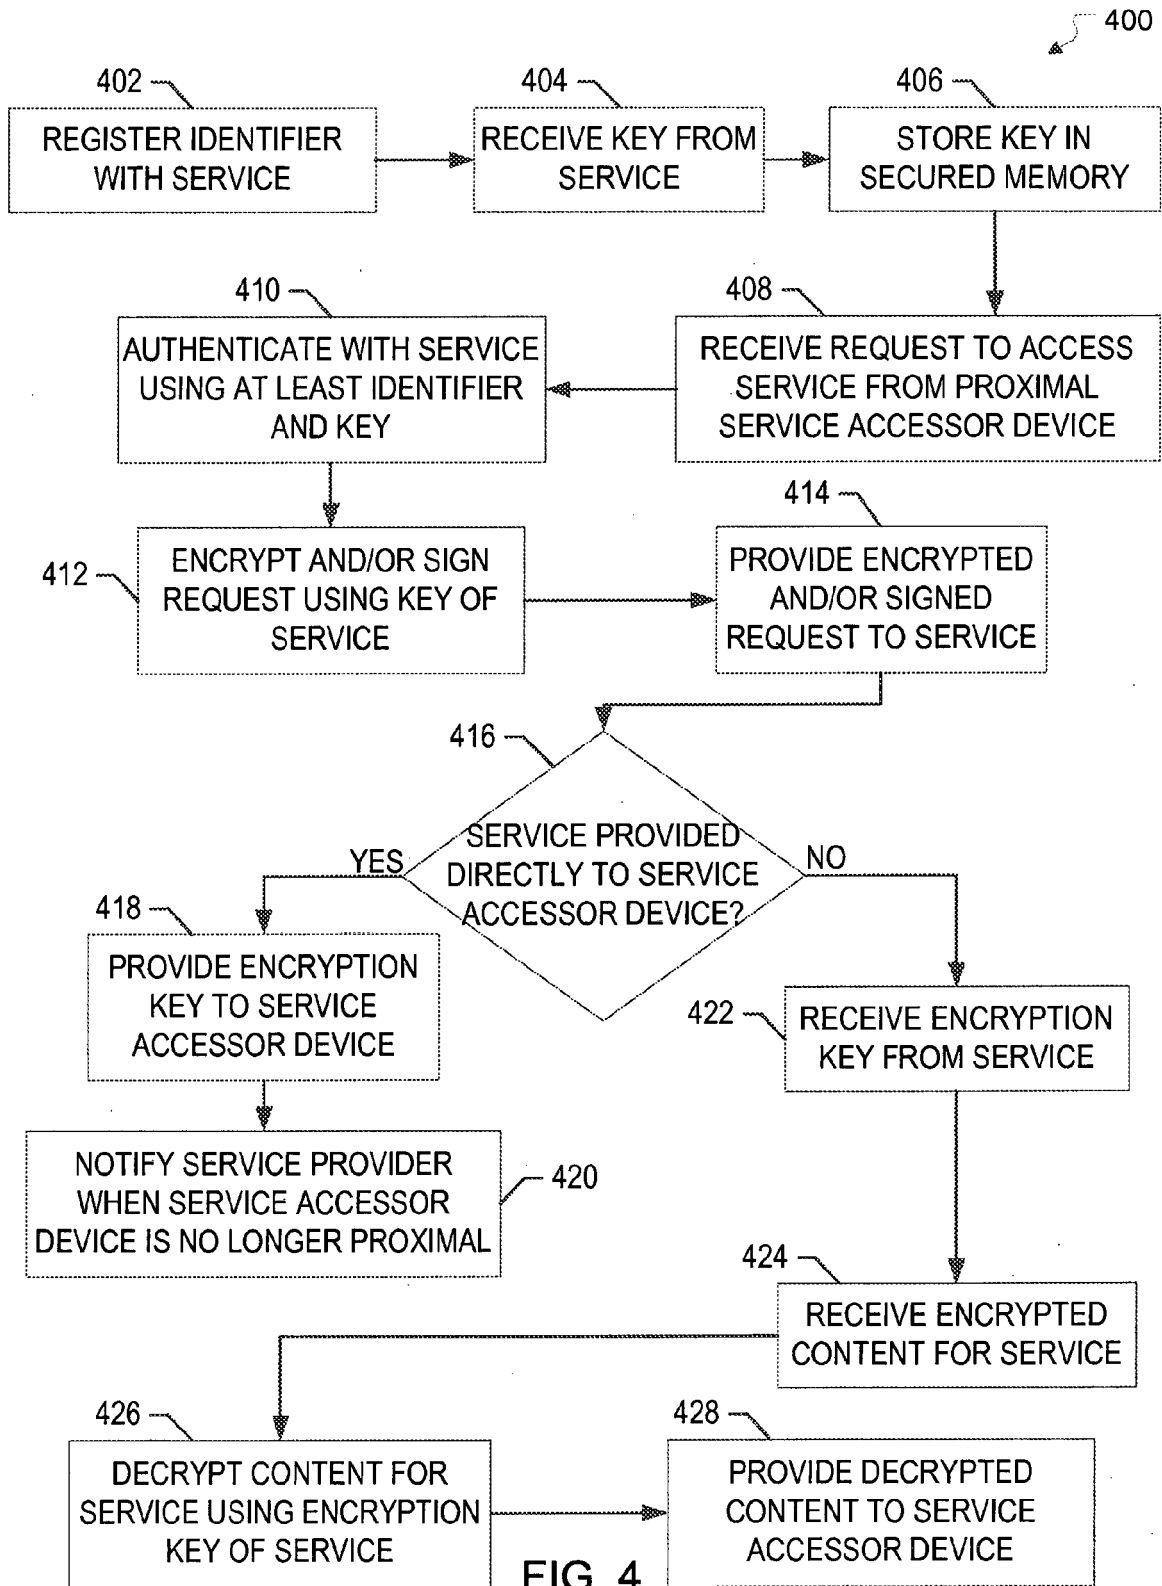 400
402
REGISTER IDENTIFIER
WITH SERVICE
404
RECEIVE KEY FROM
SERVICE
406
STORE KEY IN
SECURED MEMORY
408
RECEIVE REQUEST TO ACCESS
SERVICE FROM PROXIMAL
SERVICE ACCESSOR DEVICE
410
AUTHENTICATE WITH SERVICE
USING AT LEAST IDENTIFIER
AND KEY
412
ENCRYPT AND/OR SIGN
REQUEST USING KEY OF
SERVICE
414
PROVIDE ENCRYPTED
AND/OR SIGNED
REQUEST TO SERVICE
416
SERVICE PROVIDED
DIRECTLY TO SERVICE
ACCESSOR DEVICE?
YES
NO
418
PROVIDE ENCRYPTION
KEY TO SERVICE
ACCESSOR DEVICE
420
NOTIFY SERVICE PROVIDER
WHEN SERVICE ACCESSOR
DEVICE IS NO LONGER PROXIMAL
422
RECEIVE ENCRYPTION
KEY FROM SERVICE
424
RECEIVE ENCRYPTED
CONTENT FOR SERVICE
426
DECRYPT CONTENT FOR
SERVICE USING ENCRYPTION
KEY OF SERVICE
428
PROVIDE DECRYPTED
CONTENT TO SERVICE
ACCESSOR DEVICE
FIG. 4